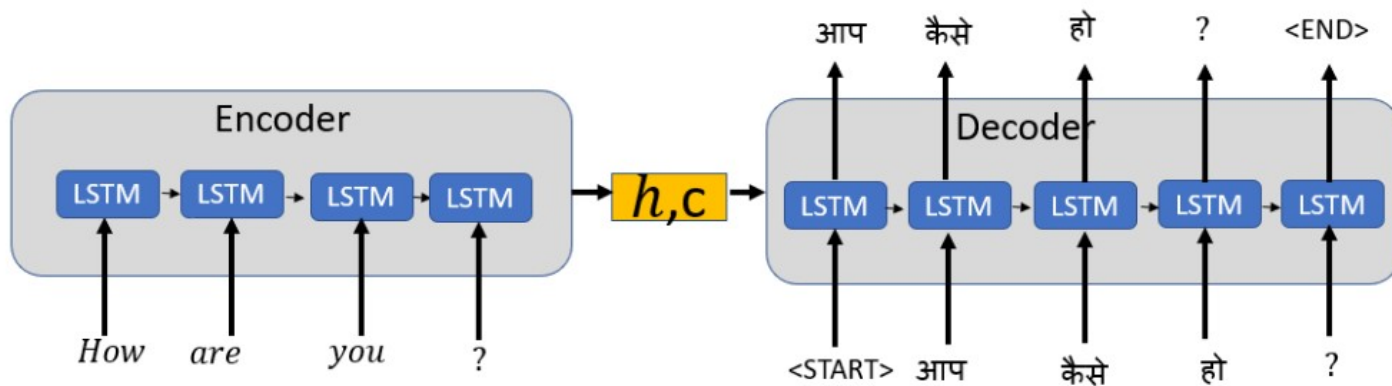 आप कैसे हो ? <END>
Encoder Decoder
LSTM LSTM LSTM LSTM h,c LSTM LSTM LSTM LSTM LSTM
How are you ? <START> आप कैसे हो ?